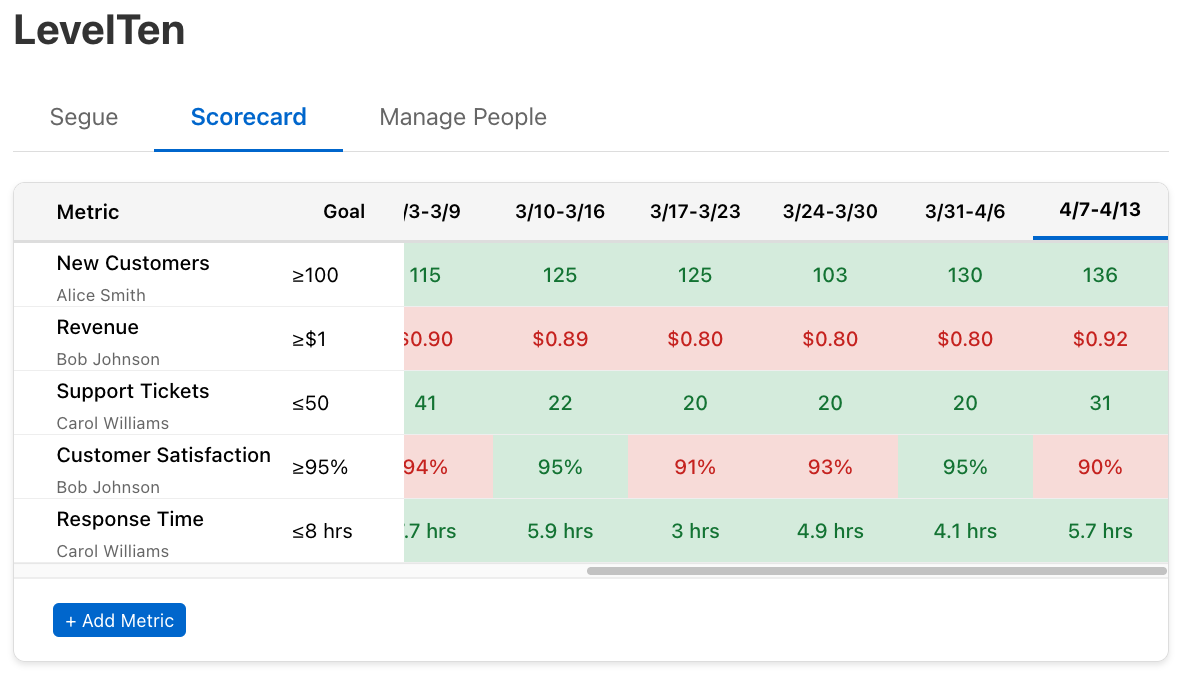 LevelTen
Segue Scorecard Manage People
Metric Goal /3-3/9 3/10-3/16 3/17-3/23 3/24-3/30 3/31-4/6 4/7-4/13
New Customers ≥100 115 125 125 103 130 136
Alice Smith
Revenue ≥$1 $0.90 $0.89 $0.80 $0.80 $0.80 $0.92
Bob Johnson
Support Tickets ≤50 41 22 20 20 20 31
Carol Williams
Customer Satisfaction ≥95% 94% 95% 91% 93% 95% 90%
Bob Johnson
Response Time ≤8 hrs .7 hrs 5.9 hrs 3 hrs 4.9 hrs 4.1 hrs 5.7 hrs
Carol Williams
+ Add Metric